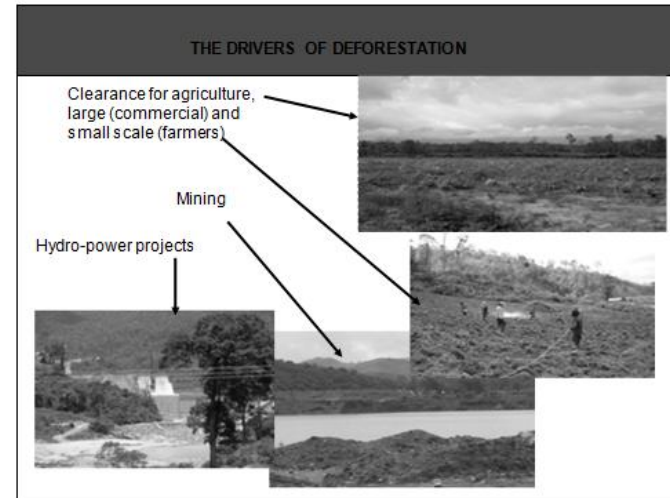 THE DRIVERS OF DEFORESTATION
Clearance for agriculture,
large (commercial) and
small scale (farmers)
Mining
Hydro-power projects